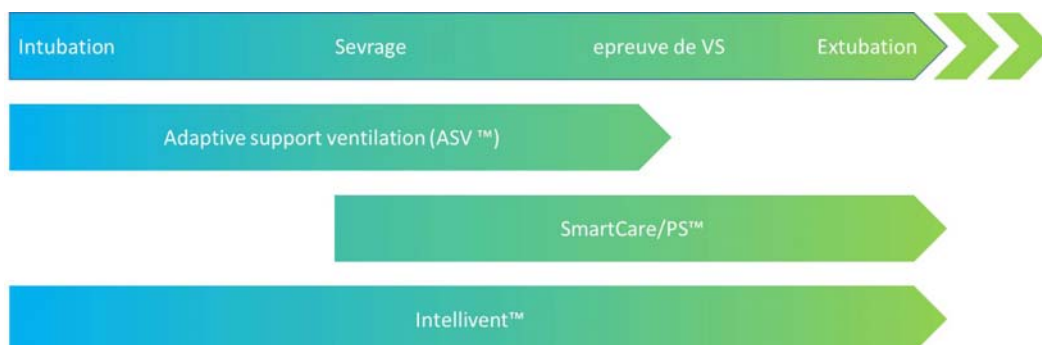 Intubation Sevrage epreuve de VS Extubation
Adaptive support ventilation (ASV ™)
SmartCare/PS™
Intellivent™